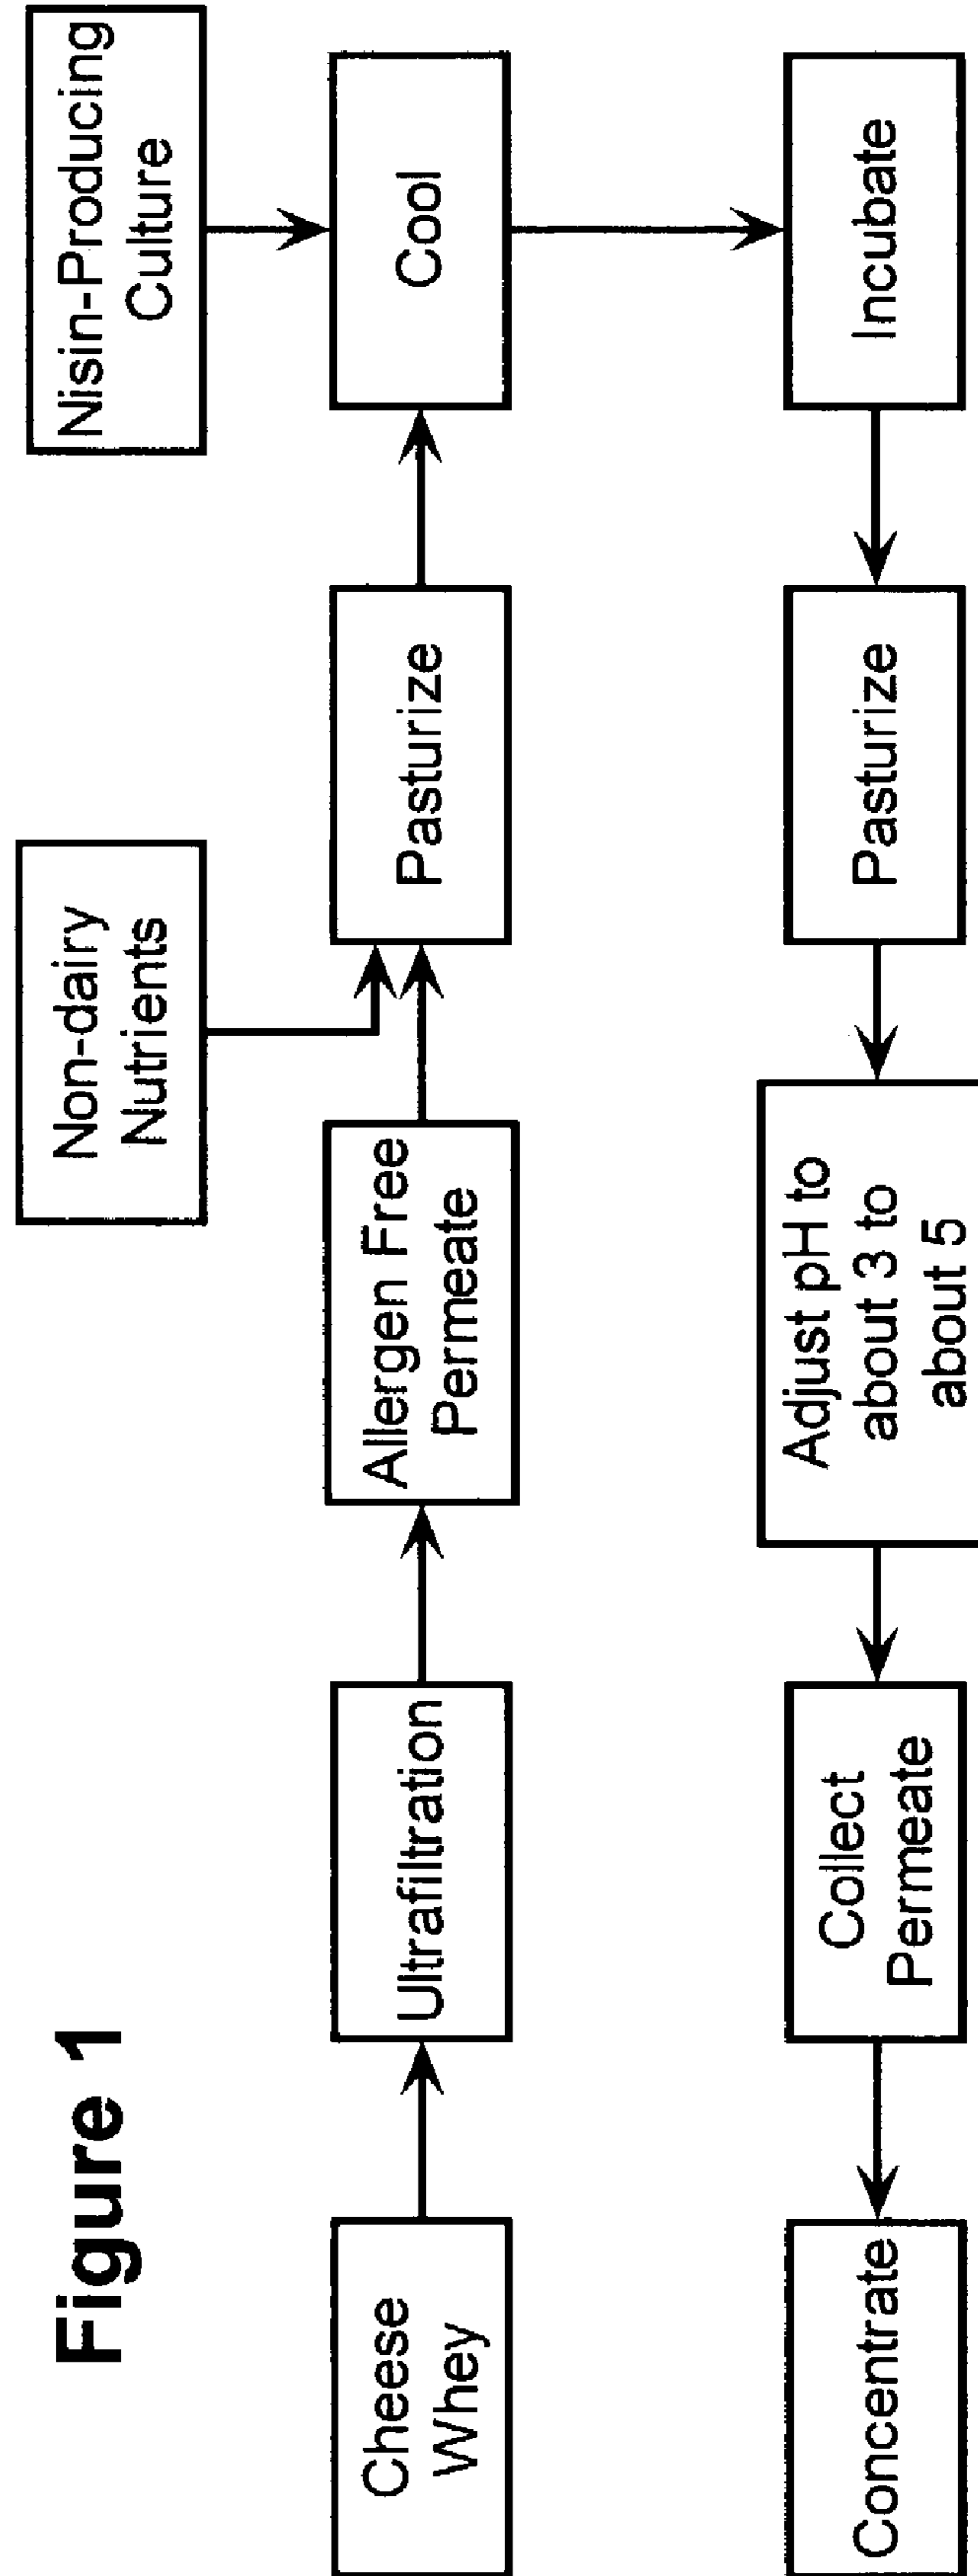 Figure 1
Non-dairy
Nutrients
Nisin-Producing
Culture
Cheese
Whey
Ultrafiltration
Allergen Free
Permeate
Pasturize
Cool
Incubate
Pasturize
Adjust pH to
about 3 to
about 5
Collect
Permeate
Concentrate